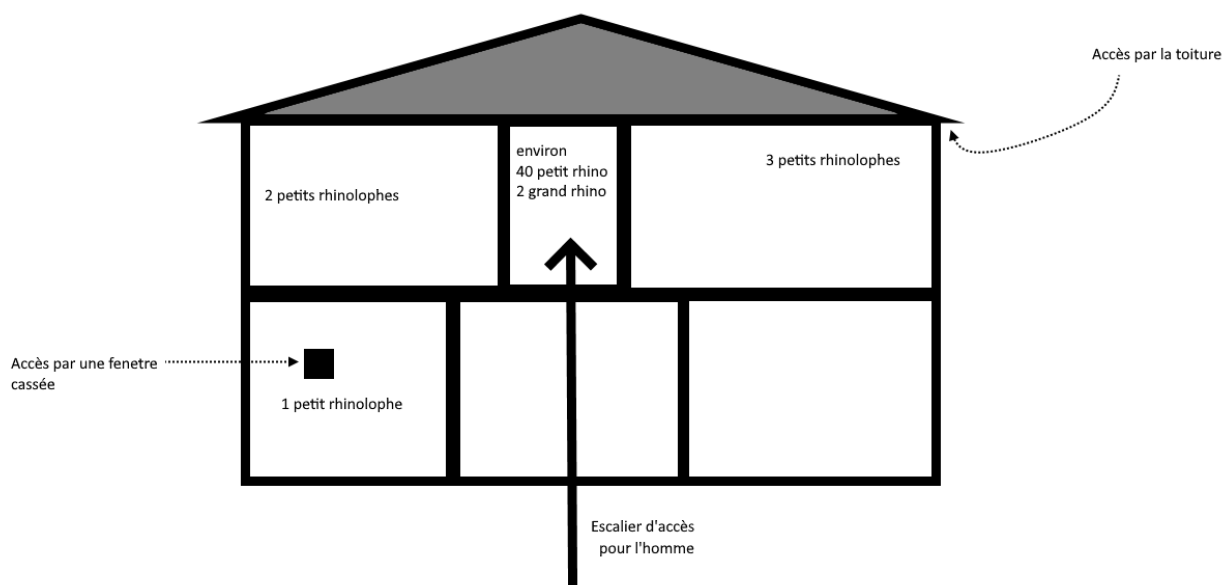 Accès par la toiture
environ
40 petit rhino
2 grand rhino
3 petits rhinolophes
2 petits rhinolophes
Accès par une fenetre
cassée
1 petit rhinolophe
Escalier d'accès
pour l'homme